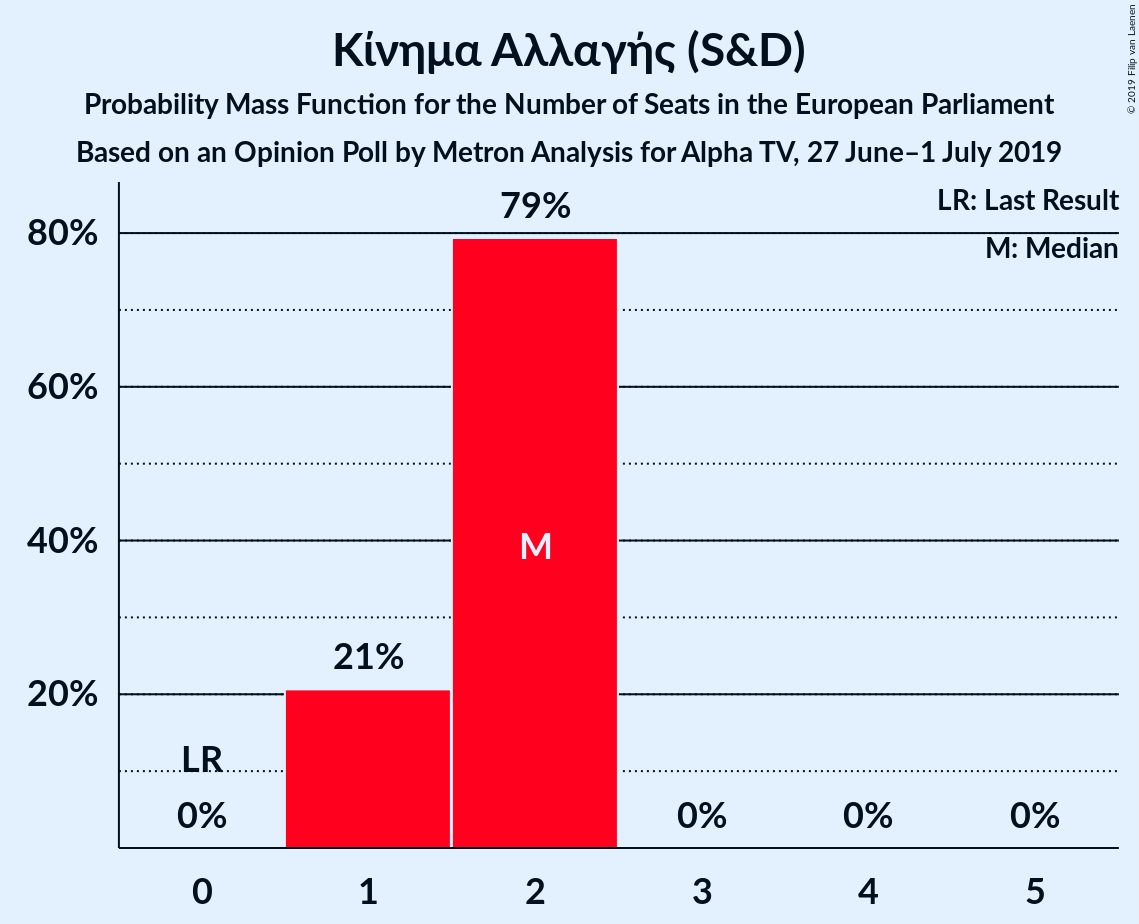 Κίνημα Αλλαγής (S&D)
Probability Mass Function for the Number of Seats in the European Parliament
Based on an Opinion Poll by Metron Analysis for Alpha TV, 27 June–1 July 2019
© 2019 Filip van Laenen
LR: Last Result
M: Median
79%
80%
60%
40%
20%
M
21%
LR
0%
0%
0%
0%
0
1
2
3
4
5